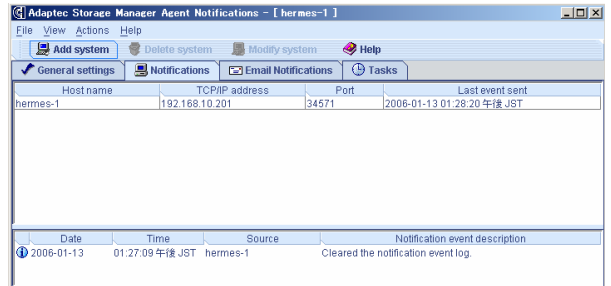 Adaptec Storage Manager Agent Notifications - [ hermes-1 ]
File View Actions Help
Add system Delete system Modify system Help
General settings Notifications Email Notifications Tasks
Host name TCP/IP address Port Last event sent
hermes-1 192.168.10.201 34571 2006-01-13 01:28:20 午後 JST
Date Time Source Notification event description
2006-01-13 01:27:09 午後 JST hermes-1 Cleared the notification event log.